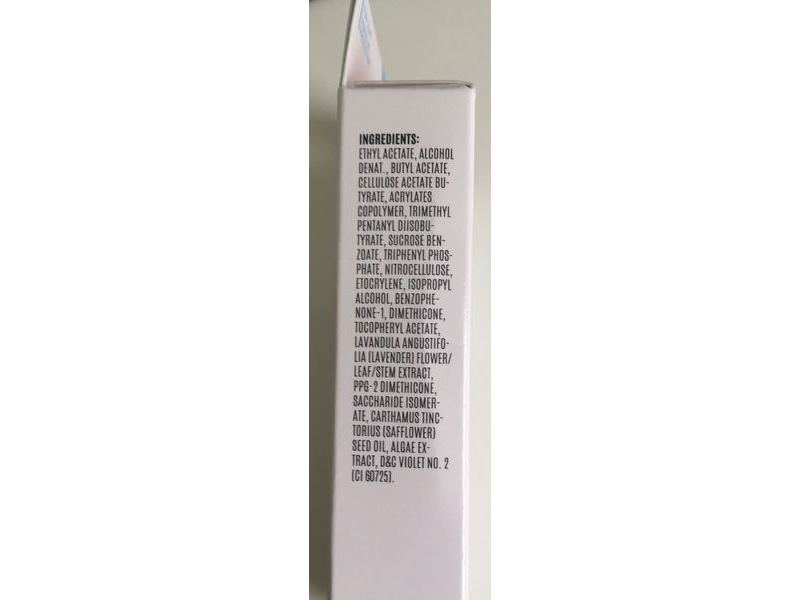 INGREDIENTS:
ETHYL ACETATE, ALCOHOL
DENAT., BUTYL ACETATE,
CELLULOSE ACETATE BU-
TYRATE, ACRYLATES
COPOLYMER, TRIMETHYL
PENTANYL DIISOBU-
TYRATE, SUCROSE BEN-
ZOATE, TRIPHENYL PHOS-
PHATE, NITROCELLULOSE,
ETOCRYLENE, ISOPROPYL
ALCOHOL, BENZOPHE-
NONE-1, DIMETHICONE,
TOCOPHERYL ACETATE,
LAVANDULA ANGUSTIFO-
LIA (LAVENDER) FLOWER/
LEAF/STEM EXTRACT,
PPG-2 DIMETHICONE,
SACCHARIDE ISOMER-
ATE, CARTHAMUS TINC-
TORIUS (SAFFLOWER)
SEED OIL, ALGAE EX-
TRACT, D&C VIOLET NO. 2
(CI 60725).